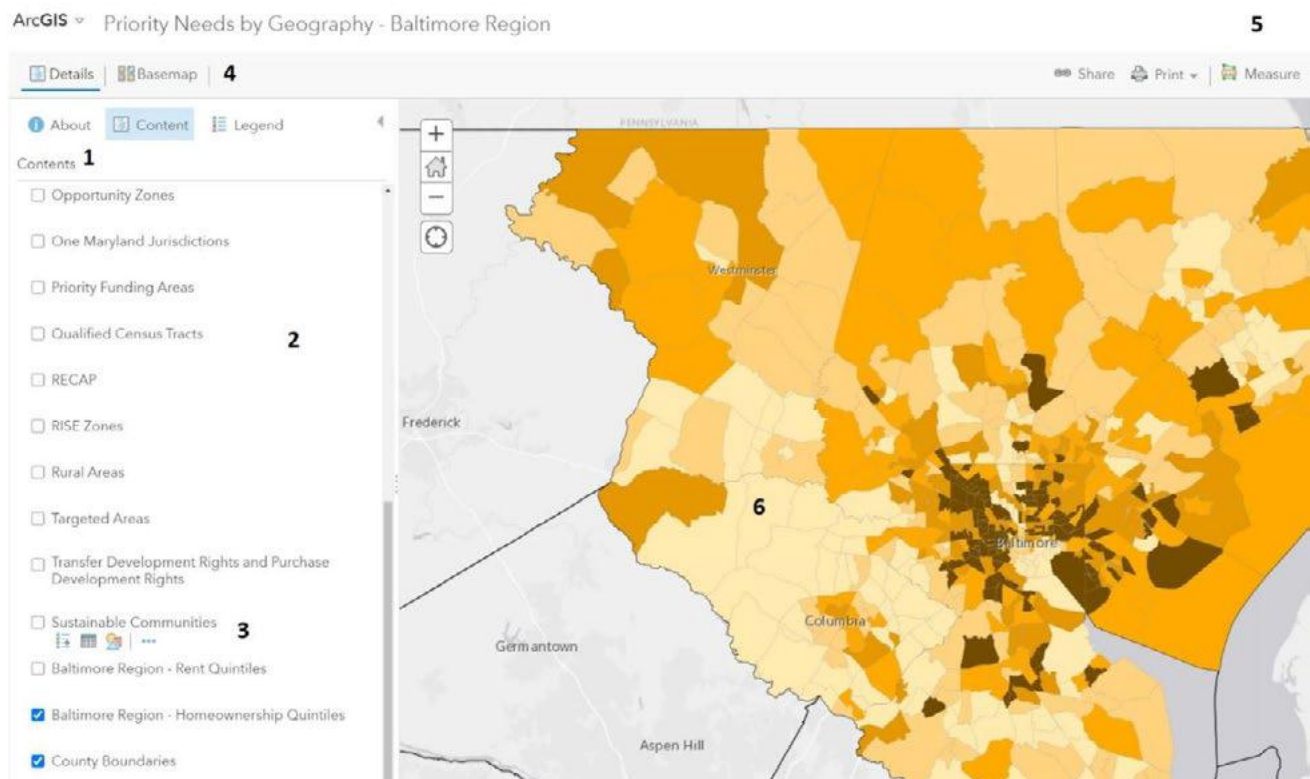 ArcGIS Priority Needs by Geography - Baltimore Region 5
Details Basemap 4 Share Print Measure
About Content Legend
Contents 1
Opportunity Zones
One Maryland Jurisdictions
Priority Funding Areas
Qualified Census Tracts
2
RECAP
RISE Zones
Rural Areas
Targeted Areas
Transfer Development Rights and Purchase
Development Rights
Sustainable Communities
3
Baltimore Region - Rent Quintiles
Baltimore Region - Homeownership Quintiles
County Boundaries
PENNSYLVANIA
Westminster
Frederick
6
Baltimore
Columbia
Germantown
Aspen Hill